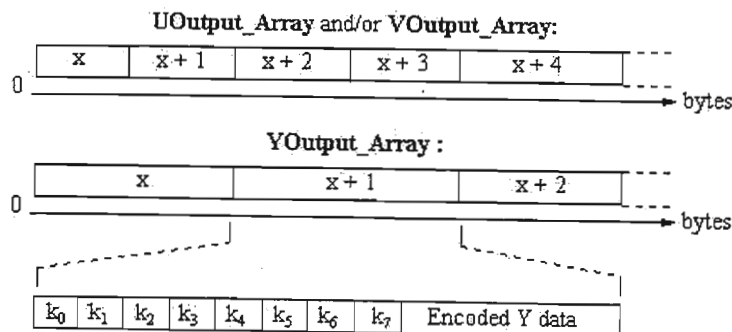 UOutput_Array and/or VOutput_Array:
x x + 1 x + 2 x + 3 x + 4
0
bytes
YOutput_Array :
x x + 1 x + 2
0
bytes
k₀ k₁ k₂ k₃ k₄ k₅ k₆ k₇ Encoded Y data